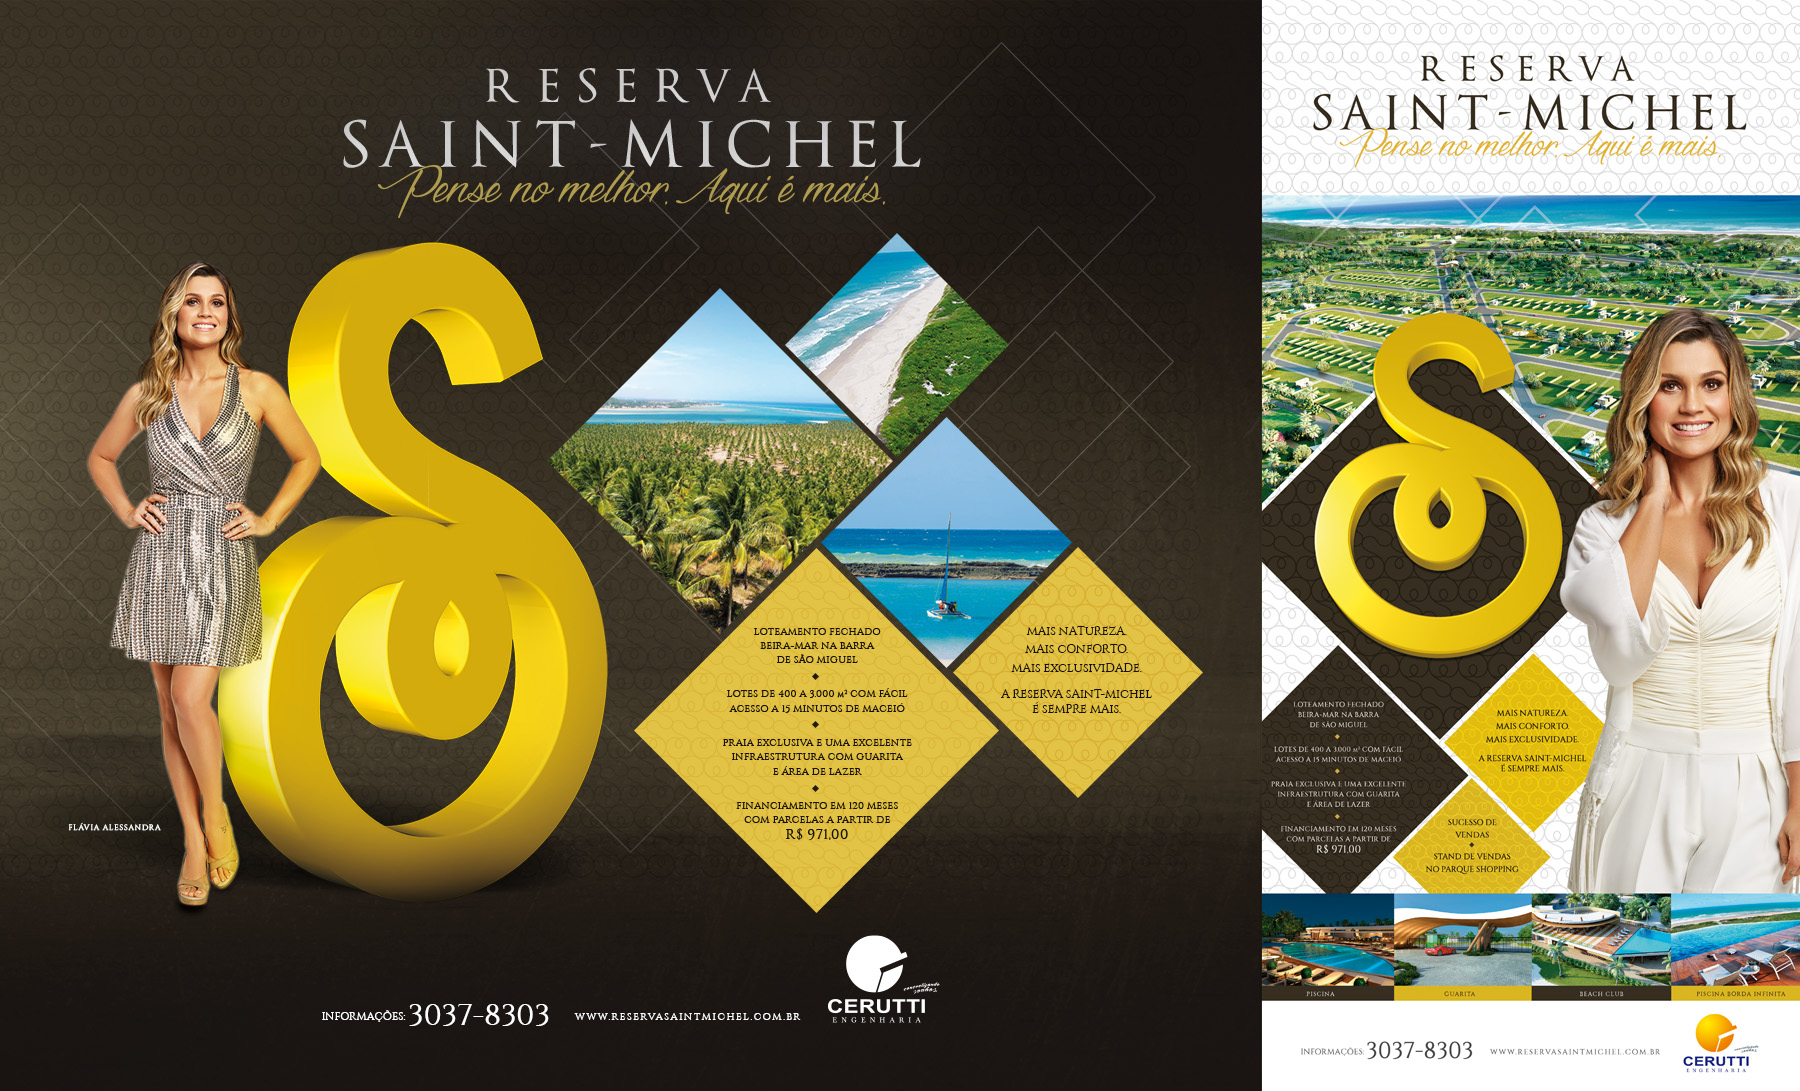 RESERVA
SAINT-MICHEL
Pense no melhor. Aqui é mais.
FLÁVIA ALESSANDRA
LOTEAMENTO FECHADO
BEIRA-MAR NA BARRA
DE SÃO MIGUEL
LOTES DE 400 A 3.000 M² COM FÁCIL
ACESSO A 15 MINUTOS DE MACEIÓ
PRAIA EXCLUSIVA E UMA EXCELENTE
INFRAESTRUTURA COM GUARITA
E ÁREA DE LAZER
FINANCIAMENTO EM 120 MESES
COM PARCELAS A PARTIR DE
R$ 971,00
MAIS NATUREZA.
MAIS CONFORTO.
MAIS EXCLUSIVIDADE.
A RESERVA SAINT-MICHEL
É SEMPRE MAIS.
INFORMAÇÕES: 3037-8303 WWW.RESERVASAINTMICHEL.COM.BR
CERUTTI
ENGENHARIA
RESERVA
SAINT-MICHEL
Pense no melhor. Aqui é mais.
LOTEAMENTO FECHADO
BEIRA-MAR NA BARRA
DE SÃO MIGUEL
LOTES DE 400 A 3.000 M² COM FÁCIL
ACESSO A 15 MINUTOS DE MACEIÓ
PRAIA EXCLUSIVA E UMA EXCELENTE
INFRAESTRUTURA COM GUARITA
E ÁREA DE LAZER
FINANCIAMENTO EM 120 MESES
COM PARCELAS A PARTIR DE
R$ 971,00
MAIS NATUREZA.
MAIS CONFORTO.
MAIS EXCLUSIVIDADE.
A RESERVA SAINT-MICHEL
É SEMPRE MAIS.
SUCESSO DE
VENDAS
STAND DE VENDAS
NO PARQUE SHOPPING
PISCINA
GUARITA
BEACH CLUB
PISCINA BORDA INFINITA
INFORMAÇÕES: 3037-8303 WWW.RESERVASAINTMICHEL.COM.BR
CERUTTI
ENGENHARIA